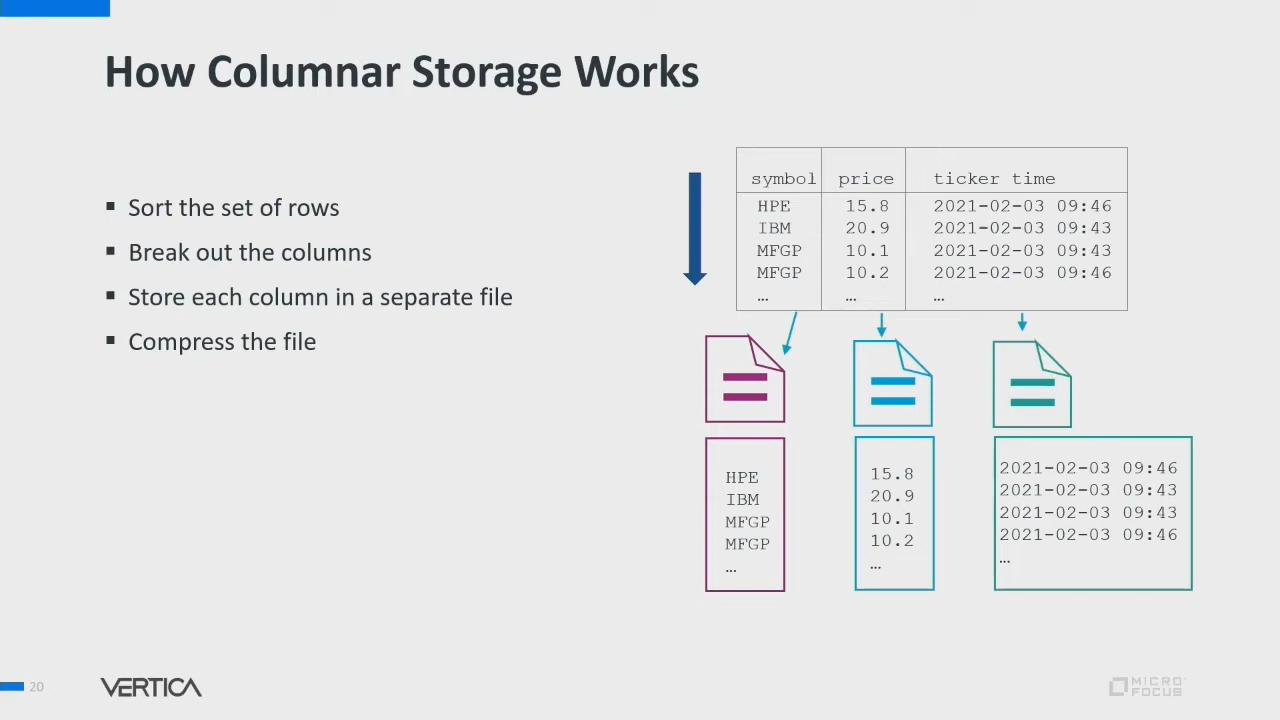 How Columnar Storage Works
▪ Sort the set of rows
▪ Break out the columns
▪ Store each column in a separate file
▪ Compress the file
symbol price ticker time
HPE 15.8 2021-02-03 09:46
IBM 20.9 2021-02-03 09:43
MFGP 10.1 2021-02-03 09:43
MFGP 10.2 2021-02-03 09:46
… … …
HPE
IBM
MFGP
MFGP
…
15.8
20.9
10.1
10.2
…
2021-02-03 09:46
2021-02-03 09:43
2021-02-03 09:43
2021-02-03 09:46
…
20
VERTICA
MICRO
FOCUS